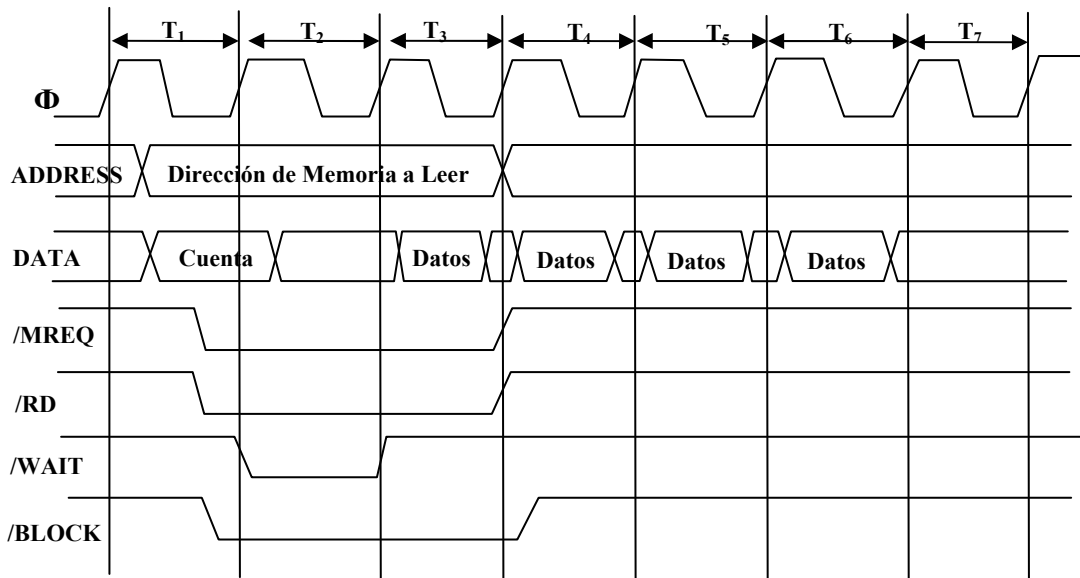 T₁ T₂ T₃ T₄ T₅ T₆ T₇
Φ
ADDRESS Dirección de Memoria a Leer
DATA Cuenta Datos Datos Datos Datos
/MREQ
/RD
/WAIT
/BLOCK